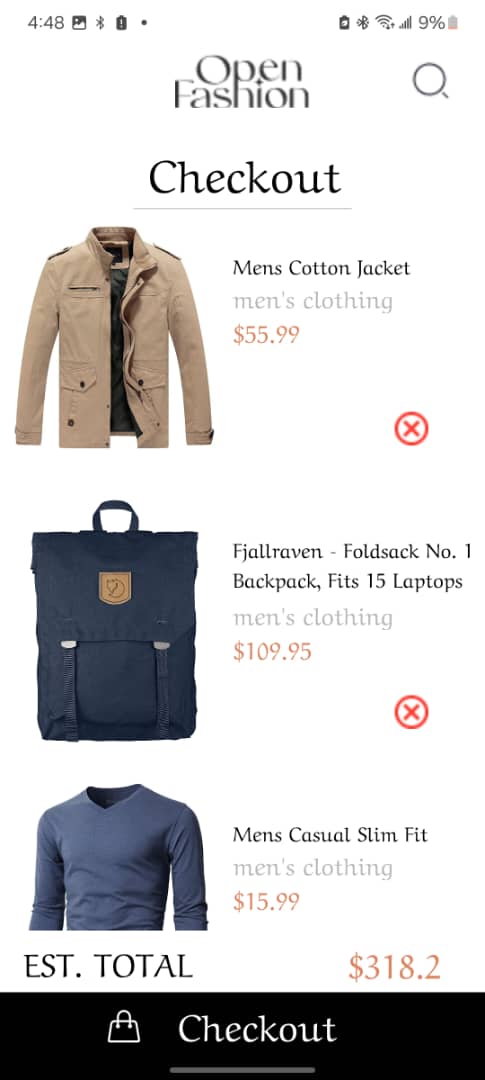 4:48
9%
Open
Fashion
Checkout
Mens Cotton Jacket
men's clothing
$55.99
Fjallraven - Foldsack No. 1
Backpack, Fits 15 Laptops
men's clothing
$109.95
Mens Casual Slim Fit
men's clothing
$15.99
EST. TOTAL $318.2
Checkout